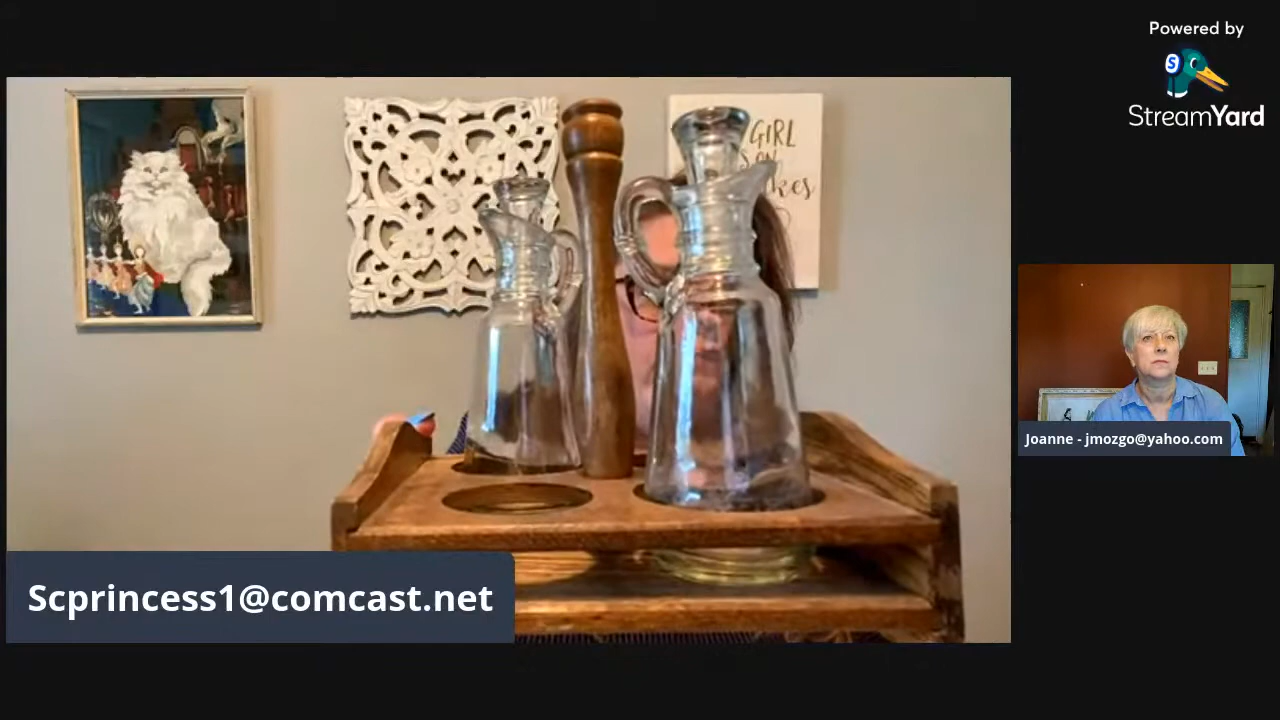 Powered by
StreamYard
GIRL
Joanne - jmozgo@yahoo.com
Scprincess1@comcast.net